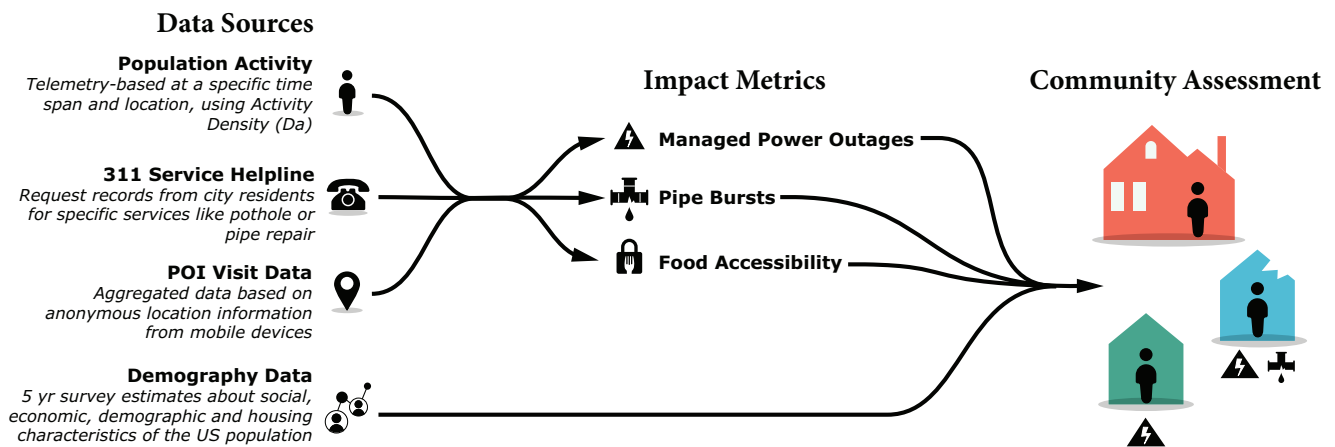 Data Sources
Population Activity
Telemetry-based at a specific time
span and location, using Activity
Density (Da)
311 Service Helpline
Request records from city residents
for specific services like pothole or
pipe repair
POI Visit Data
Aggregated data based on
anonymous location information
from mobile devices
Demography Data
5 yr survey estimates about social,
economic, demographic and housing
characteristics of the US population
Impact Metrics
Managed Power Outages
Pipe Bursts
Food Accessibility
Community Assessment